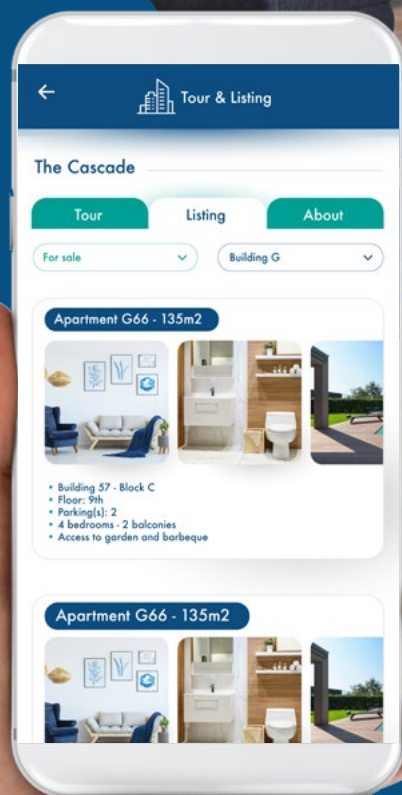 Tour & Listing
The Cascade
Tour
Listing
About
For sale
Building G
Apartment G66 - 135m2
• Building 57 - Block C
• Floor: 9th
• Parking(s): 2
• 4 bedrooms - 2 balconies
• Access to garden and barbeque
Apartment G66 - 135m2